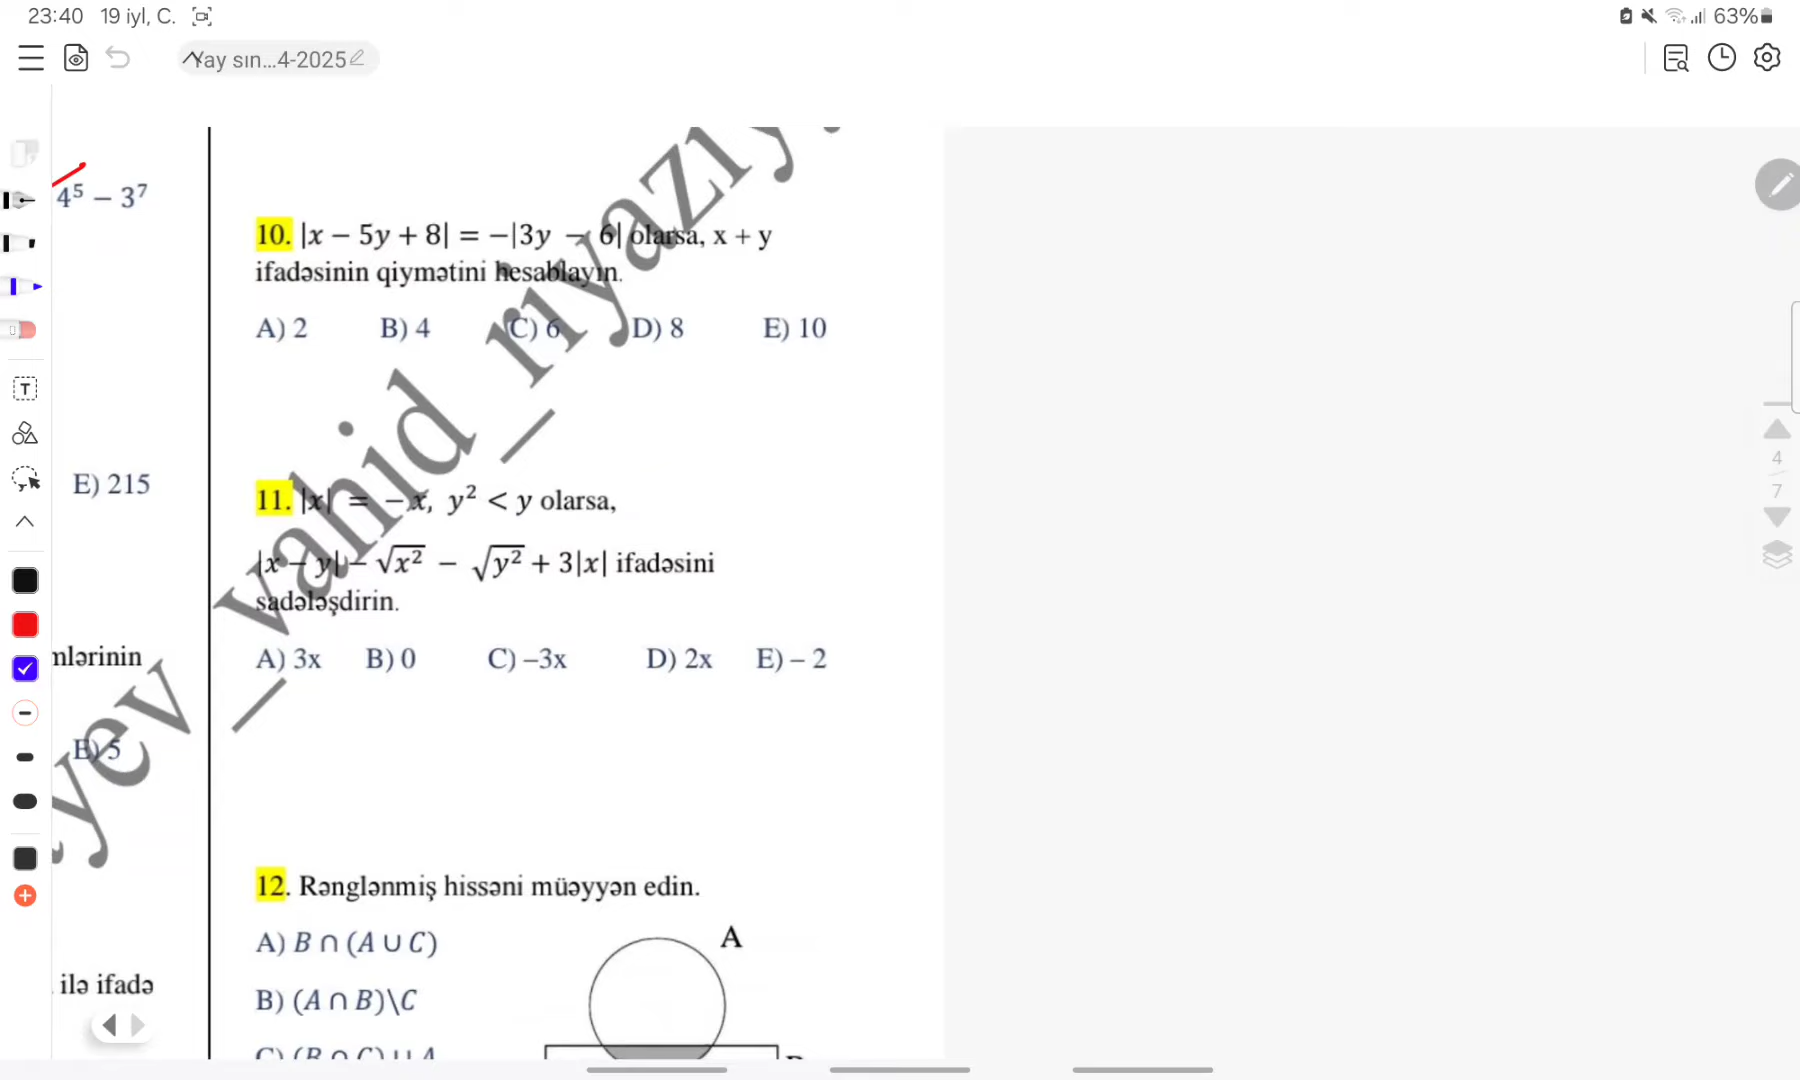 23:40 19 iyl, C.
63%
Yay sın...4-2025
4⁵ − 3⁷
E) 215
mlərinin
E) 5
ilə ifadə
10. |x − 5y + 8| = −|3y − 6| olarsa, x + y
ifadəsinin qiymətini hesablayın.
A) 2 B) 4 C) 6 D) 8 E) 10
11. |x| = −x, y² < y olarsa,
|x − y| − √x² − √y² + 3|x| ifadəsini
sadələşdirin.
A) 3x B) 0 C) –3x D) 2x E) – 2
12. Rənglənmiş hissəni müəyyən edin.
A) B ∩ (A ∪ C)
A
B) (A ∩ B)\C
C) (B ∩ C) ∪ A
yev_vahid_riyaziy
T
4
7